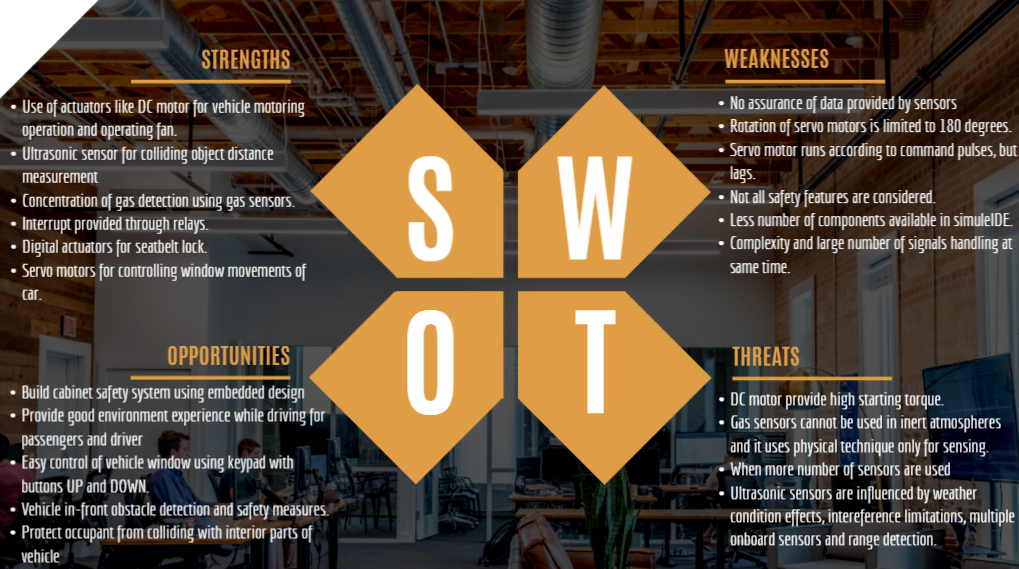 STRENGTHS
• Use of actuators like DC motor for vehicle motoring
operation and operating fan.
• Ultrasonic sensor for colliding object distance
measurement
• Concentration of gas detection using gas sensors.
• Interrupt provided through relays.
• Digital actuators for seatbelt lock.
• Servo motors for controlling window movements of
car.
WEAKNESSES
• No assurance of data provided by sensors
• Rotation of servo motors is limited to 180 degrees.
• Servo motor runs according to command pulses, but
lags.
• Not all safety features are considered.
• Less number of components available in simuleIDE.
• Complexity and large number of signals handling at
same time.
S W
O T
OPPORTUNITIES
• Build cabinet safety system using embedded design
• Provide good environment experience while driving for
passengers and driver
• Easy control of vehicle window using keypad with
buttons UP and DOWN.
• Vehicle in-front obstacle detection and safety measures.
• Protect occupant from colliding with interior parts of
vehicle
THREATS
• DC motor provide high starting torque.
• Gas sensors cannot be used in inert atmospheres
and it uses physical technique only for sensing.
• When more number of sensors are used
• Ultrasonic sensors are influenced by weather
condition effects, intereference limitations, multiple
onboard sensors and range detection.